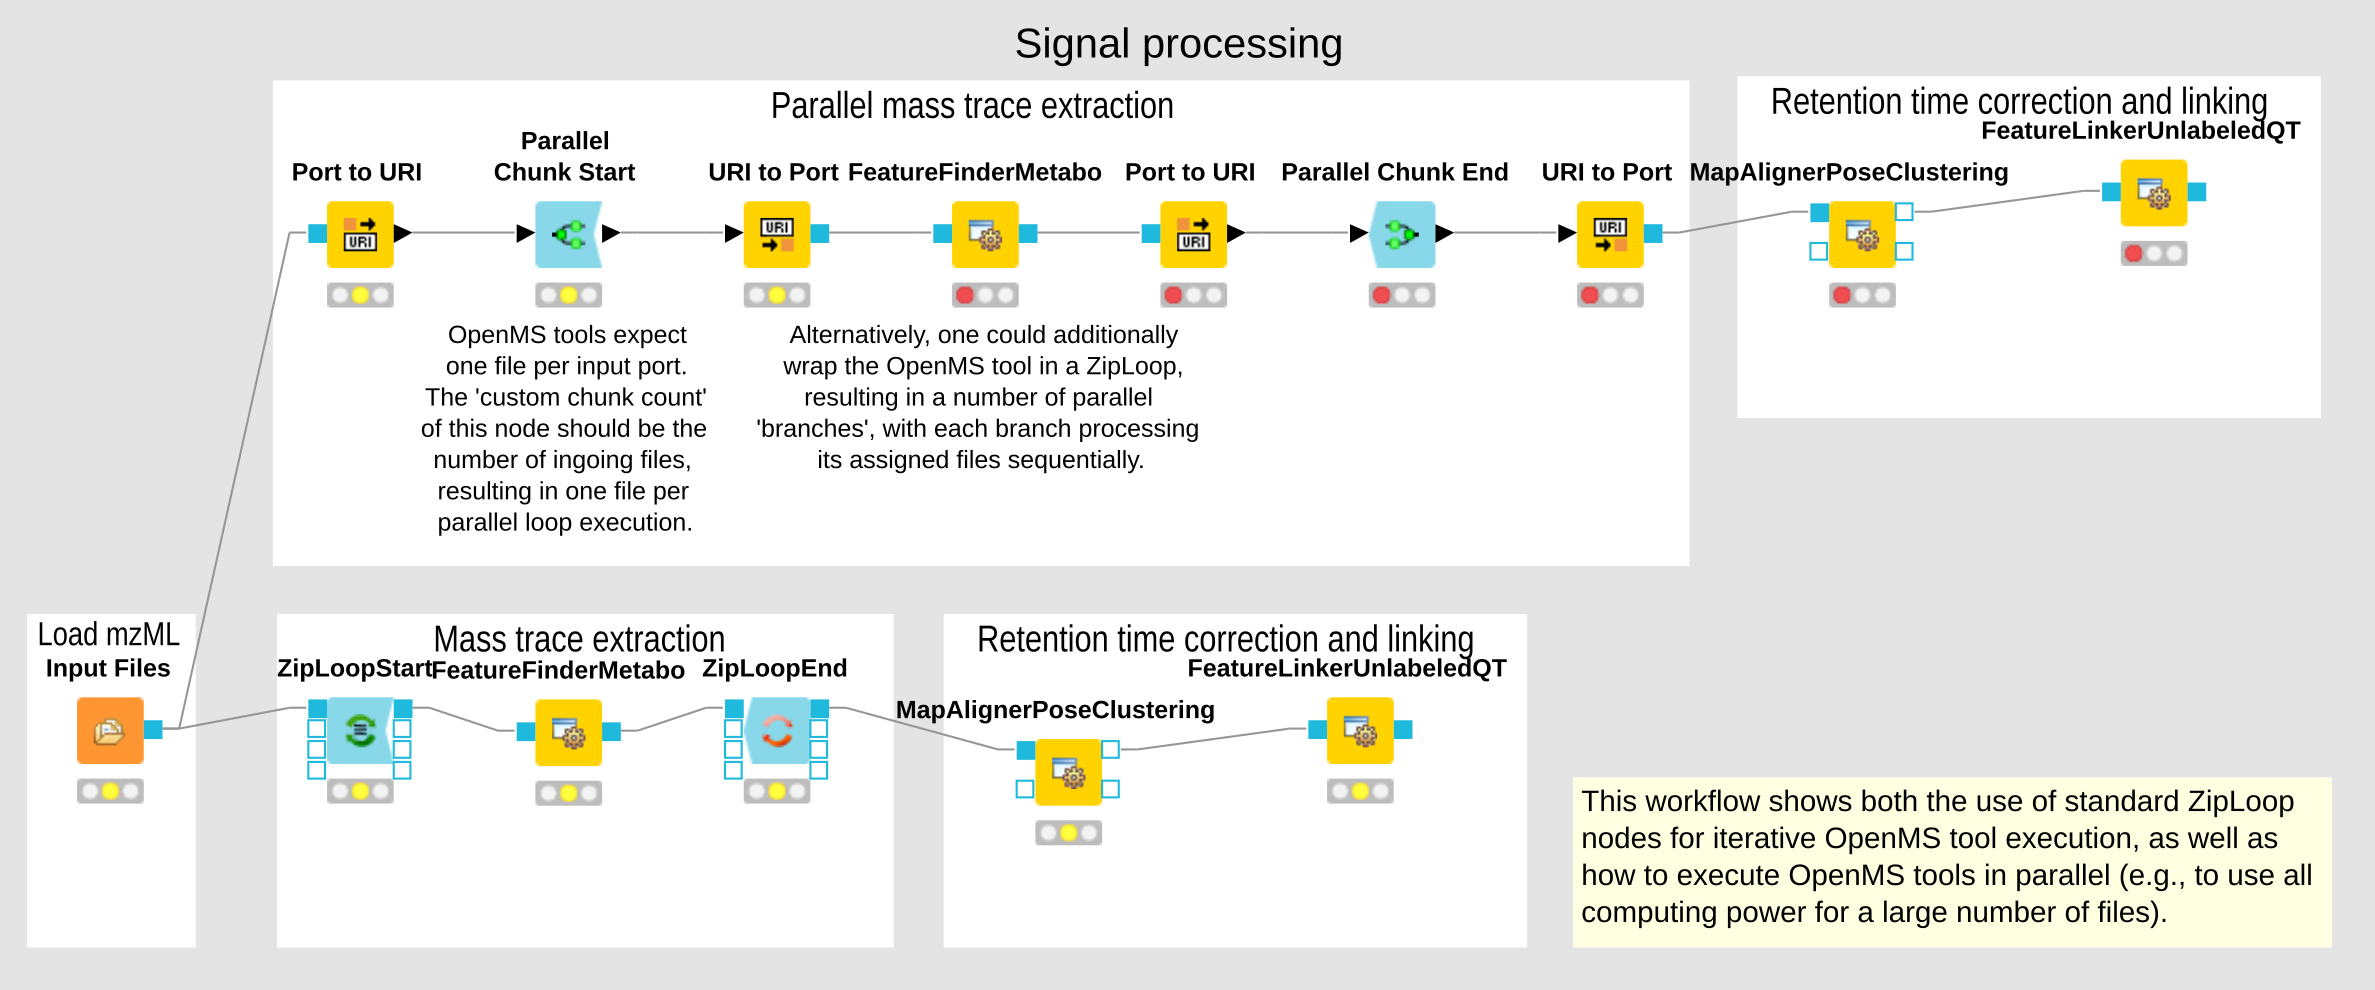 Signal processing
Parallel mass trace extraction
Port to URI
Parallel
Chunk Start
URI to Port
FeatureFinderMetabo
Port to URI
Parallel Chunk End
URI to Port
URI
URI
URI
URI
OpenMS tools expect
one file per input port.
The 'custom chunk count'
of this node should be the
number of ingoing files,
resulting in one file per
parallel loop execution.
Alternatively, one could additionally
wrap the OpenMS tool in a ZipLoop,
resulting in a number of parallel
'branches', with each branch processing
its assigned files sequentially.
Retention time correction and linking
FeatureLinkerUnlabeledQT
MapAlignerPoseClustering
Load mzML
Input Files
Mass trace extraction
ZipLoopStart
FeatureFinderMetabo
ZipLoopEnd
Retention time correction and linking
FeatureLinkerUnlabeledQT
MapAlignerPoseClustering
This workflow shows both the use of standard ZipLoop
nodes for iterative OpenMS tool execution, as well as
how to execute OpenMS tools in parallel (e.g., to use all
computing power for a large number of files).